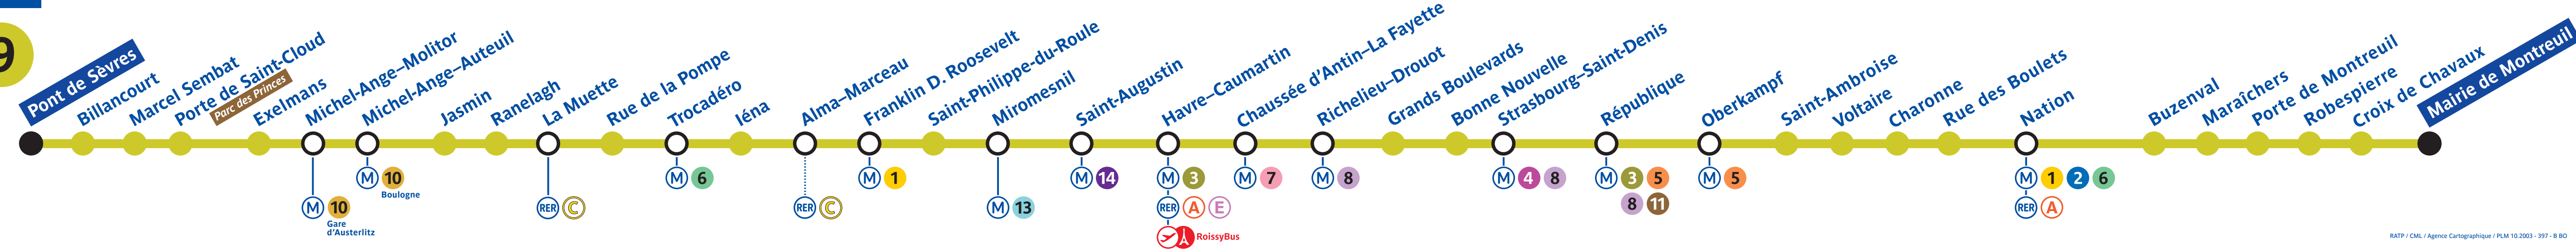 9
Pont de Sèvres
Billancourt
Marcel Sembat
Porte de Saint-Cloud
Parc des Princes
Exelmans
Michel-Ange–Molitor
M 10
Gare
d'Austerlitz
Michel-Ange–Auteuil
M 10
Boulogne
Jasmin
Ranelagh
La Muette
RER C
Rue de la Pompe
Trocadéro
M 6
Iéna
Alma–Marceau
RER C
Franklin D. Roosevelt
M 1
Saint-Philippe-du-Roule
Miromesnil
M 13
Saint-Augustin
M 14
Havre–Caumartin
M 3
RER A E
RoissyBus
Chaussée d'Antin–La Fayette
M 7
Richelieu–Drouot
M 8
Grands Boulevards
Bonne Nouvelle
Strasbourg–Saint-Denis
M 4 8
République
M 3 5
8 11
Oberkampf
M 5
Saint-Ambroise
Voltaire
Charonne
Rue des Boulets
Nation
M 1 2 6
RER A
Buzenval
Maraîchers
Porte de Montreuil
Robespierre
Croix de Chavaux
Mairie de Montreuil
RATP / CML / Agence Cartographique / PLM 10.2003 - 397 - B BO